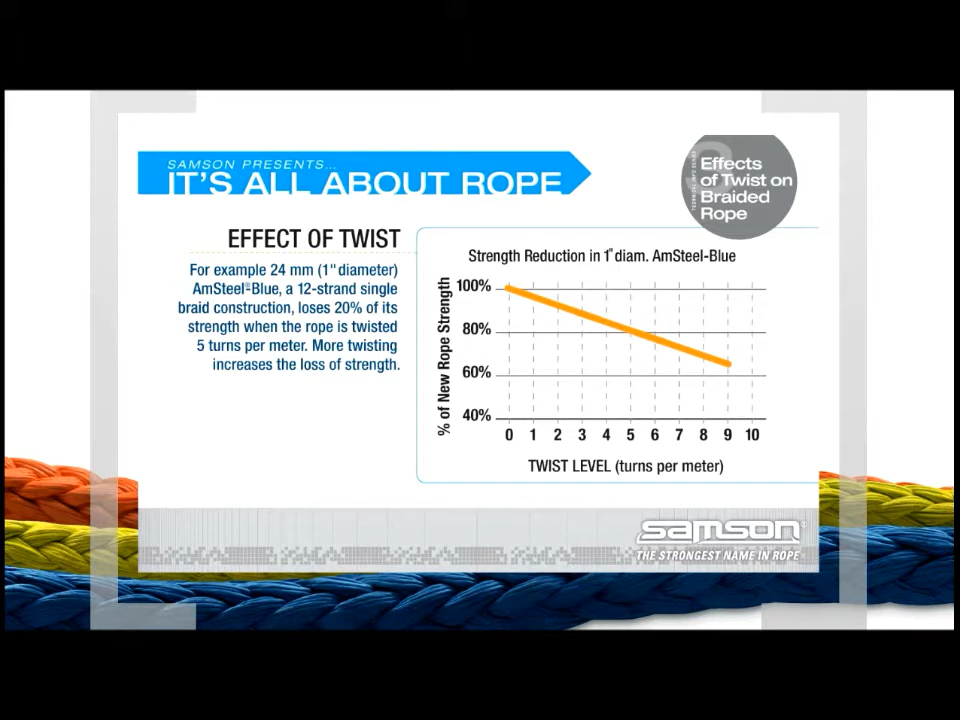 SAMSON PRESENTS...
IT'S ALL ABOUT ROPE
3
TECHNICAL INFO SERIES
Effects
of Twist on
Braided
Rope
EFFECT OF TWIST
For example 24 mm (1" diameter)
AmSteel®-Blue, a 12-strand single
braid construction, loses 20% of its
strength when the rope is twisted
5 turns per meter. More twisting
increases the loss of strength.
Strength Reduction in 1" diam. AmSteel-Blue
% of New Rope Strength
100%
80%
60%
40%
0 1 2 3 4 5 6 7 8 9 10
TWIST LEVEL (turns per meter)
samson®
THE STRONGEST NAME IN ROPE